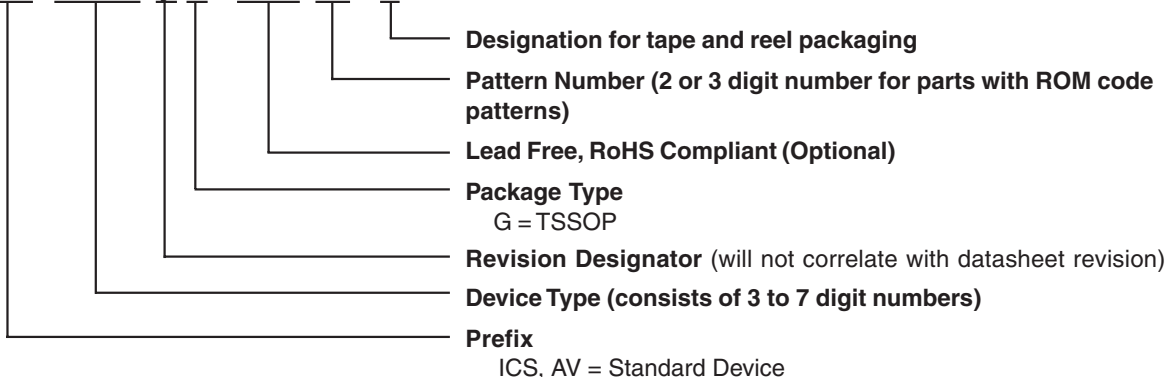 Designation for tape and reel packaging
Pattern Number (2 or 3 digit number for parts with ROM code
patterns)
Lead Free, RoHS Compliant (Optional)
Package Type
G = TSSOP
Revision Designator (will not correlate with datasheet revision)
Device Type (consists of 3 to 7 digit numbers)
Prefix
ICS, AV = Standard Device